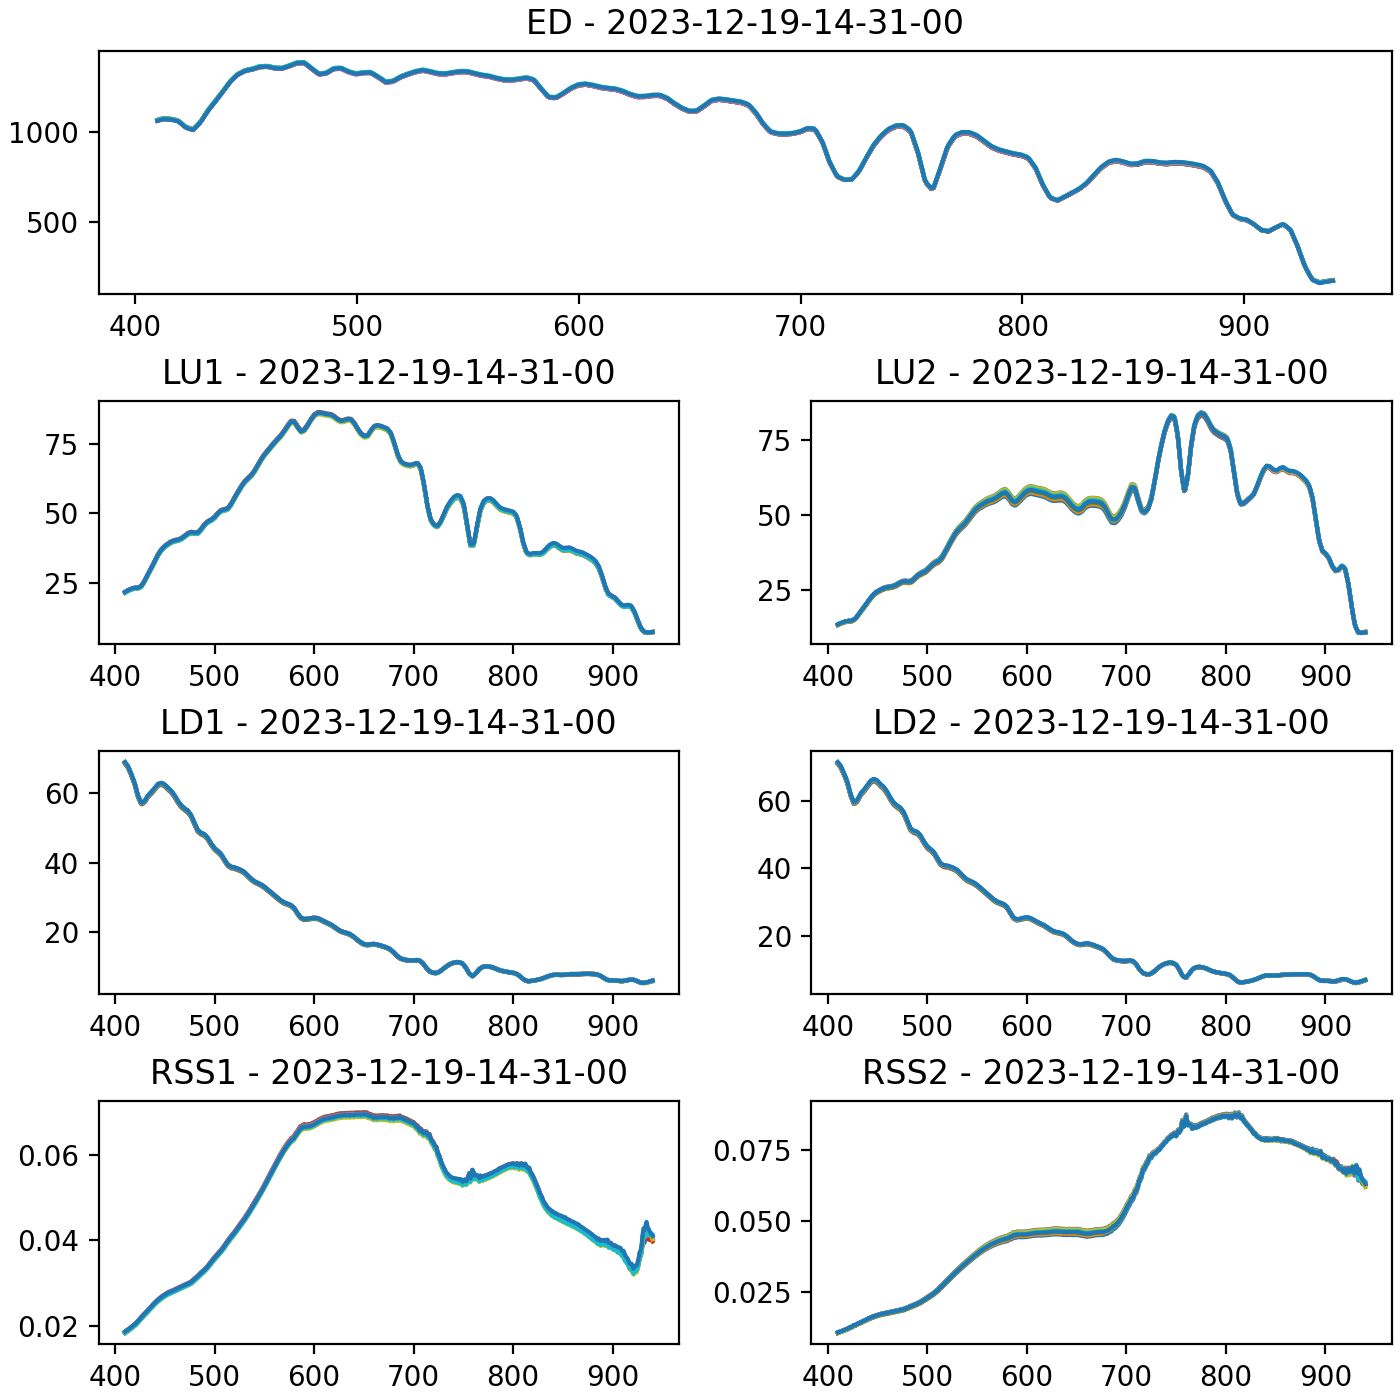 ED - 2023-12-19-14-31-00
1000
500
400 500 600 700 800 900
LU1 - 2023-12-19-14-31-00
75
50
25
400 500 600 700 800 900
LU2 - 2023-12-19-14-31-00
75
50
25
400 500 600 700 800 900
LD1 - 2023-12-19-14-31-00
60
40
20
400 500 600 700 800 900
LD2 - 2023-12-19-14-31-00
60
40
20
400 500 600 700 800 900
RSS1 - 2023-12-19-14-31-00
0.06
0.04
0.02
400 500 600 700 800 900
RSS2 - 2023-12-19-14-31-00
0.075
0.050
0.025
400 500 600 700 800 900